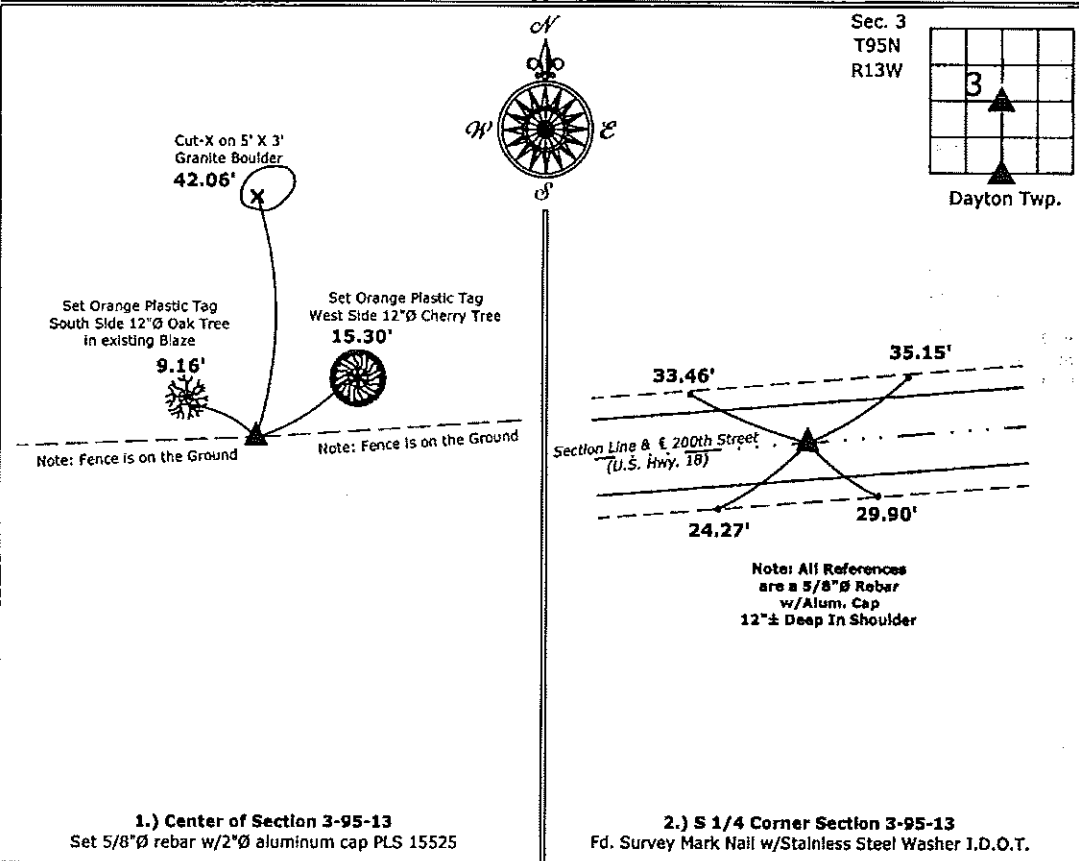 N
W
E
S
Sec. 3
T95N
R13W
3
Dayton Twp.
Cut-X on 5' X 3'
Granite Boulder
42.06'
X
Set Orange Plastic Tag
South Side 12"Ø Oak Tree
in existing Blaze
9.16'
Set Orange Plastic Tag
West Side 12"Ø Cherry Tree
15.30'
Note: Fence is on the Ground
Note: Fence is on the Ground
1.) Center of Section 3-95-13
Set 5/8"Ø rebar w/2"Ø aluminum cap PLS 15525
33.46'
35.15'
Section Line & ℄ 200th Street
(U.S. Hwy. 18)
24.27'
29.90'
Note: All References
are a 5/8"Ø Rebar
w/Alum. Cap
12"± Deep In Shoulder
2.) S 1/4 Corner Section 3-95-13
Fd. Survey Mark Nail w/Stainless Steel Washer I.D.O.T.